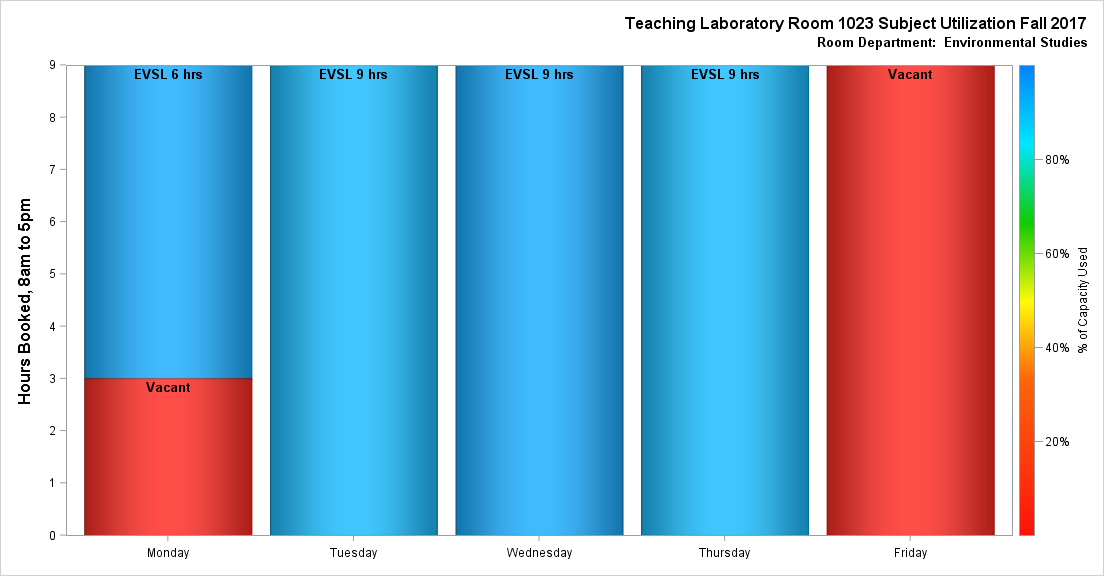 Teaching Laboratory Room 1023 Subject Utilization Fall 2017
Room Department:  Environmental Studies
Hours Booked, 8am to 5pm
9
8
7
6
5
4
3
2
1
0
EVSL 6 hrs
Vacant
EVSL 9 hrs
EVSL 9 hrs
EVSL 9 hrs
Vacant
Monday
Tuesday
Wednesday
Thursday
Friday
80%
60%
40%
20%
% of Capacity Used